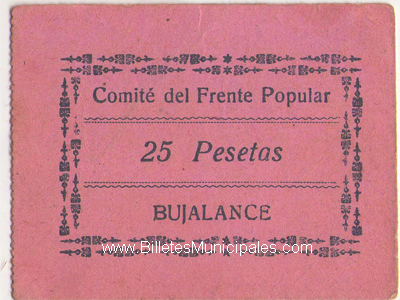 Comité del Frente Popular
25 Pesetas
BUJALANCE
www.BilletesMunicipales.com